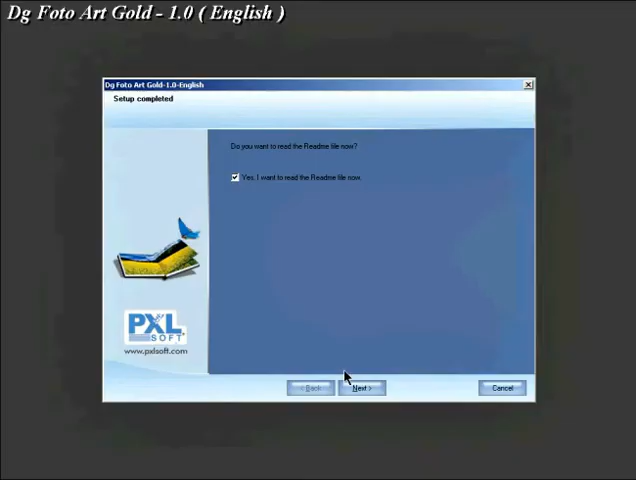 Dg Foto Art Gold - 1.0 ( English )
Dg Foto Art Gold-1.0-English
Setup completed
Do you want to read the Readme file now?
Yes. I want to read the Readme file now.
PXL
SOFT
www.pxlsoft.com
< Back
Next >
Cancel